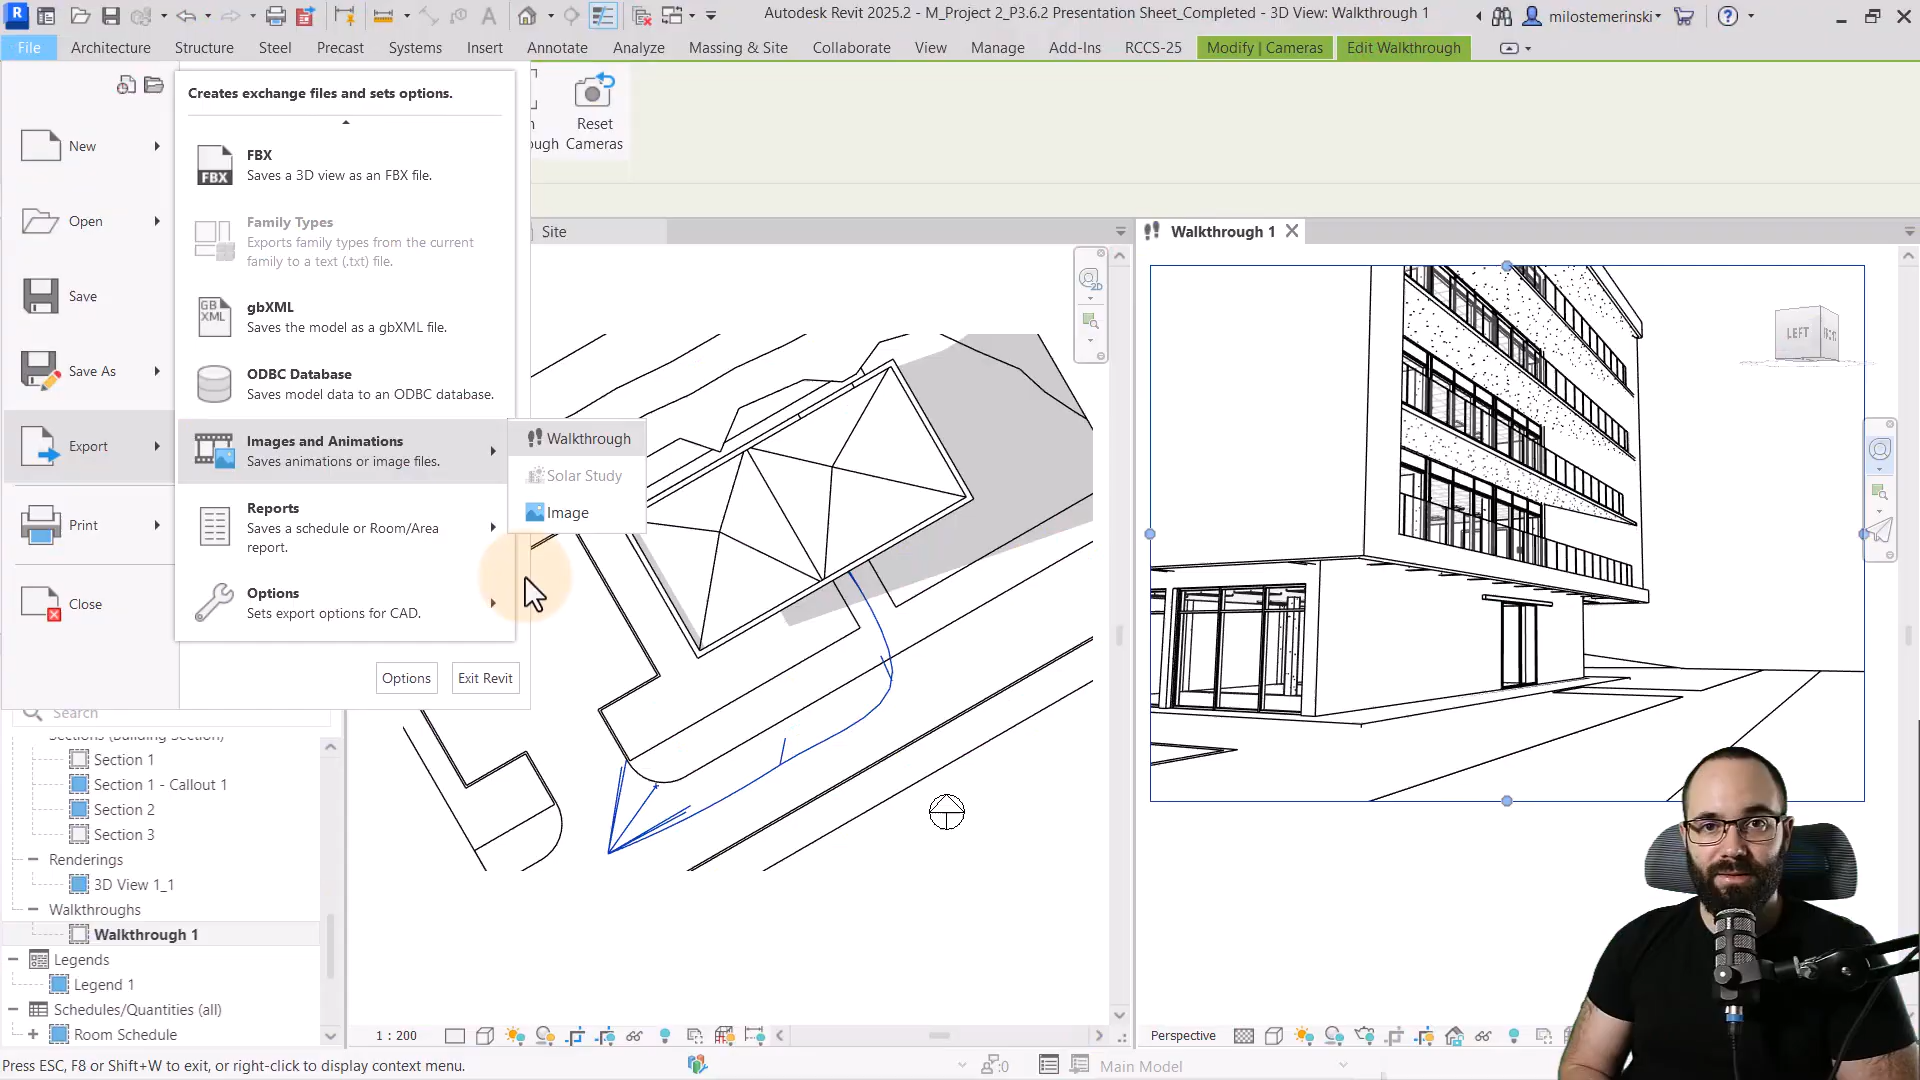 Autodesk Revit 2025.2 - M_Project 2_P3.6.2 Presentation Sheet_Completed - 3D View: Walkthrough 1
milostemerinski
File
Architecture
Structure
Steel
Precast
Systems
Insert
Annotate
Analyze
Massing & Site
Collaborate
View
Manage
Add-Ins
RCCS-25
Modify | Cameras
Edit Walkthrough
New
Open
Save
Save As
Export
Print
Close
Creates exchange files and sets options.
FBX
FBX
Saves a 3D view as an FBX file.
Family Types
Exports family types from the current
family to a text (.txt) file.
GB
XML
gbXML
Saves the model as a gbXML file.
ODBC Database
Saves model data to an ODBC database.
Images and Animations
Saves animations or image files.
Reports
Saves a schedule or Room/Area
report.
Options
Sets export options for CAD.
Options
Exit Revit
Walkthrough
Solar Study
Image
Reset
Cameras
Site
2D
Walkthrough 1
LEFT
Search
Section 1
Section 1 - Callout 1
Section 2
Section 3
Renderings
3D View 1_1
Walkthroughs
Walkthrough 1
Legends
Legend 1
Schedules/Quantities (all)
Room Schedule
1 : 200
Perspective
Press ESC, F8 or Shift+W to exit, or right-click to display context menu.
:0
Main Model